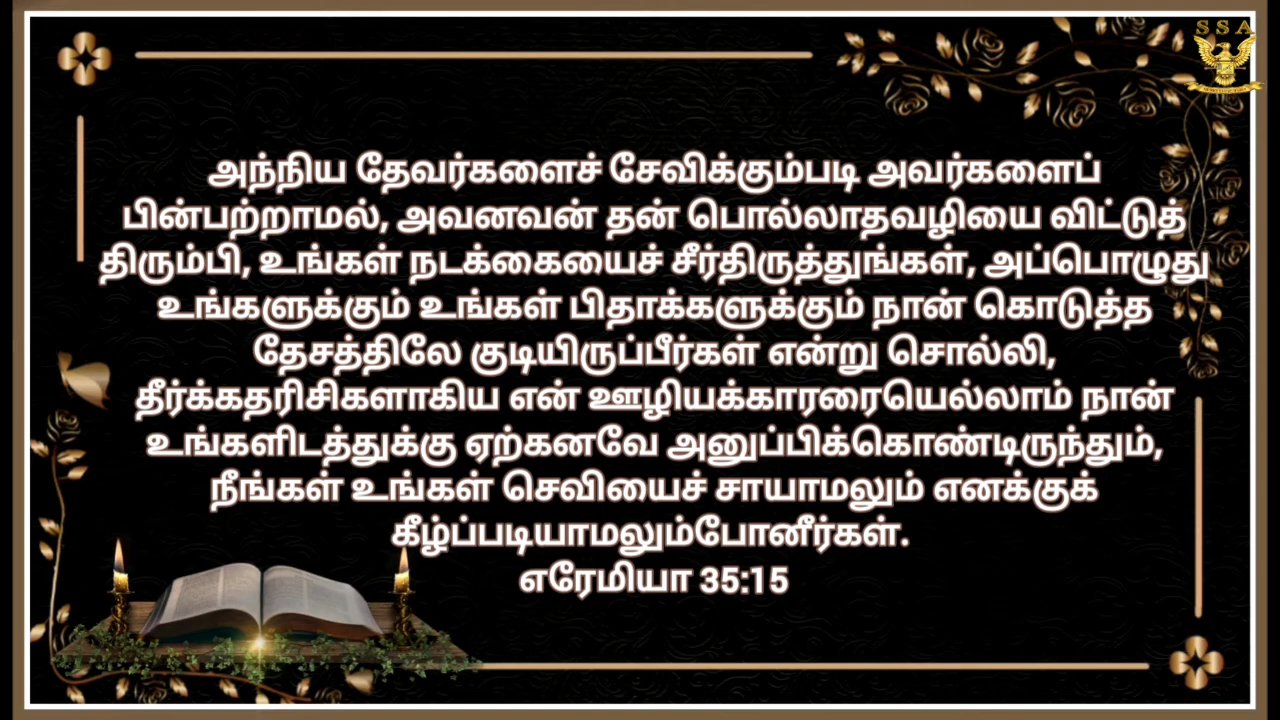 SSA
அந்நிய தேவர்களைச் சேவிக்கும்படி அவர்களைப்
பின்பற்றாமல், அவனவன் தன் பொல்லாதவழியை விட்டுத்
திரும்பி, உங்கள் நடக்கையைச் சீர்திருத்துங்கள், அப்பொழுது
உங்களுக்கும் உங்கள் பிதாக்களுக்கும் நான் கொடுத்த
தேசத்திலே குடியிருப்பீர்கள் என்று சொல்லி,
தீர்க்கதரிசிகளாகிய என் ஊழியக்காரரையெல்லாம் நான்
உங்களிடத்துக்கு ஏற்கனவே அனுப்பிக்கொண்டிருந்தும்,
நீங்கள் உங்கள் செவியைச் சாயாமலும் எனக்குக்
கீழ்ப்படியாமலும்போனீர்கள்.
எரேமியா 35:15